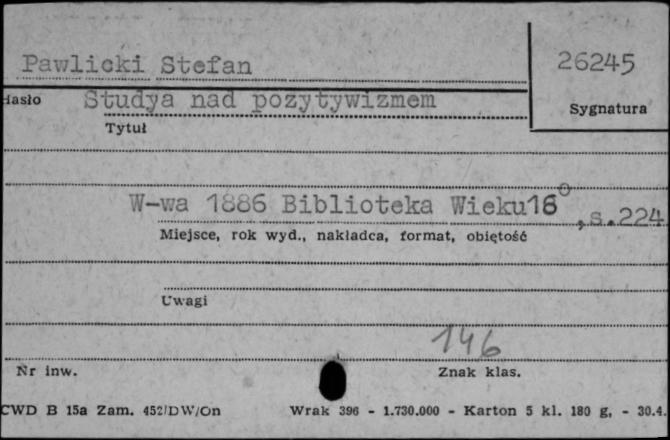 Pawlicki Stefan
26245
Hasło
Studya nad pozytywizmem
Sygnatura
Tytuł
W-wa 1886 Biblioteka Wieku 16°, s.224
Miejsce, rok wyd., nakładca, format, objętość
Uwagi
146
Nr inw.
Znak klas.
CWD B 15a Zam. 452/DW/On
Wrak 396 - 1.730.000 - Karton 5 kl. 180 g, - 30.4.